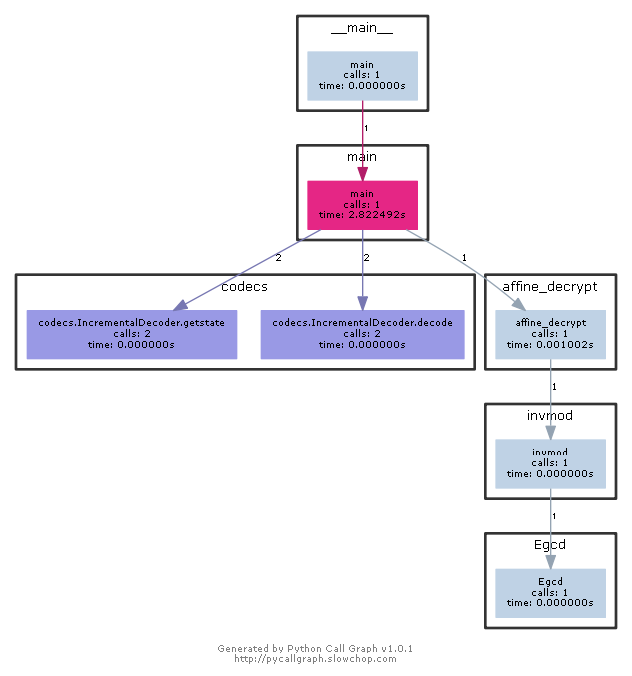 __main__
main
calls: 1
time: 0.000000s
1
main
main
calls: 1
time: 2.822492s
2
2
1
codecs
codecs.IncrementalDecoder.getstate
calls: 2
time: 0.000000s
codecs.IncrementalDecoder.decode
calls: 2
time: 0.000000s
affine_decrypt
affine_decrypt
calls: 1
time: 0.001002s
1
invmod
invmod
calls: 1
time: 0.000000s
1
Egcd
Egcd
calls: 1
time: 0.000000s
Generated by Python Call Graph v1.0.1
http://pycallgraph.slowchop.com